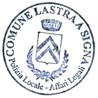 COMUNE LASTRA A SIGNA
Polizia Locale - Affari Legali